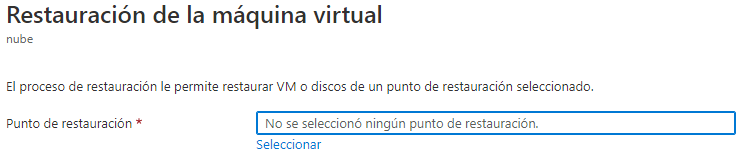 Restauración de la máquina virtual
nube
El proceso de restauración le permite restaurar VM o discos de un punto de restauración seleccionado.
Punto de restauración * No se seleccionó ningún punto de restauración.
Seleccionar